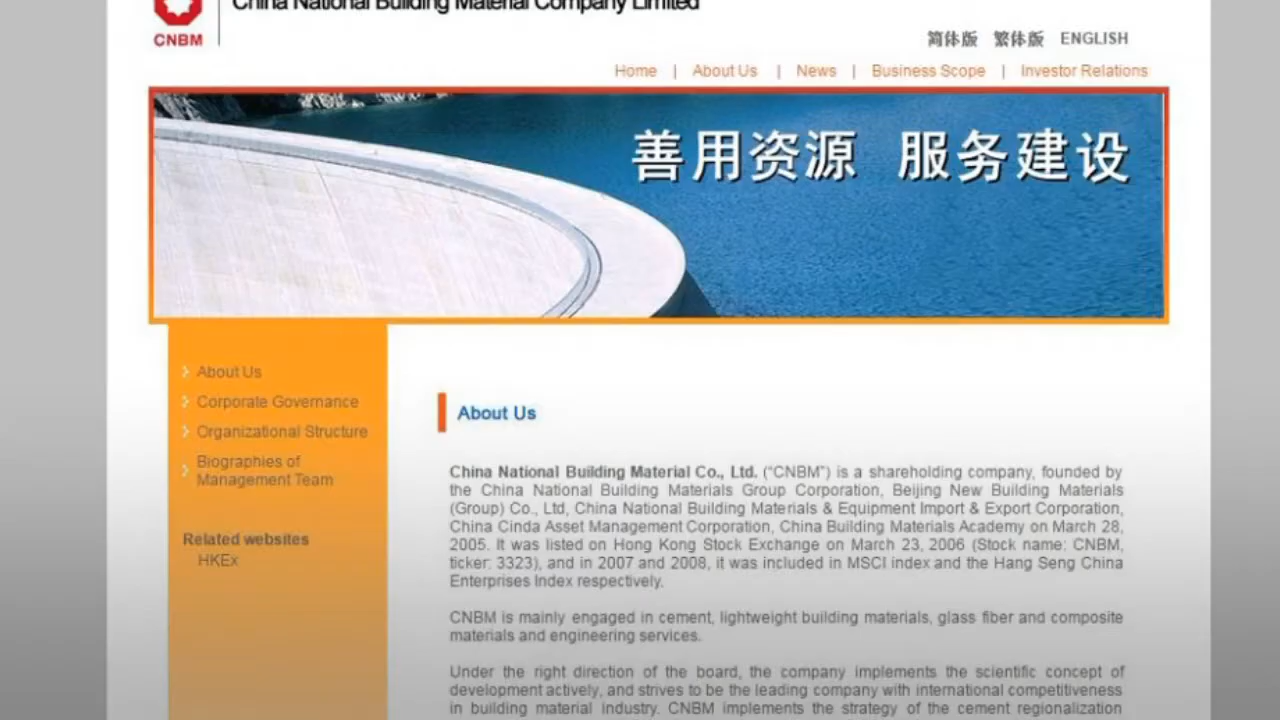 China National Building Material Company Limited
CNBM
简体版 繁体版 ENGLISH
Home | About Us | News | Business Scope | Investor Relations
善用资源 服务建设
About Us
Corporate Governance
Organizational Structure
Biographies of
Management Team
Related websites
HKEx
About Us
China National Building Material Co., Ltd. (“CNBM”) is a shareholding company, founded by
the China National Building Materials Group Corporation, Beijing New Building Materials
(Group) Co., Ltd, China National Building Materials & Equipment Import & Export Corporation,
China Cinda Asset Management Corporation, China Building Materials Academy on March 28,
2005. It was listed on Hong Kong Stock Exchange on March 23, 2006 (Stock name: CNBM,
ticker: 3323), and in 2007 and 2008, it was included in MSCI index and the Hang Seng China
Enterprises Index respectively.
CNBM is mainly engaged in cement, lightweight building materials, glass fiber and composite
materials and engineering services.
Under the right direction of the board, the company implements the scientific concept of
development actively, and strives to be the leading company with international competitiveness
in building material industry. CNBM implements the strategy of the cement regionalization